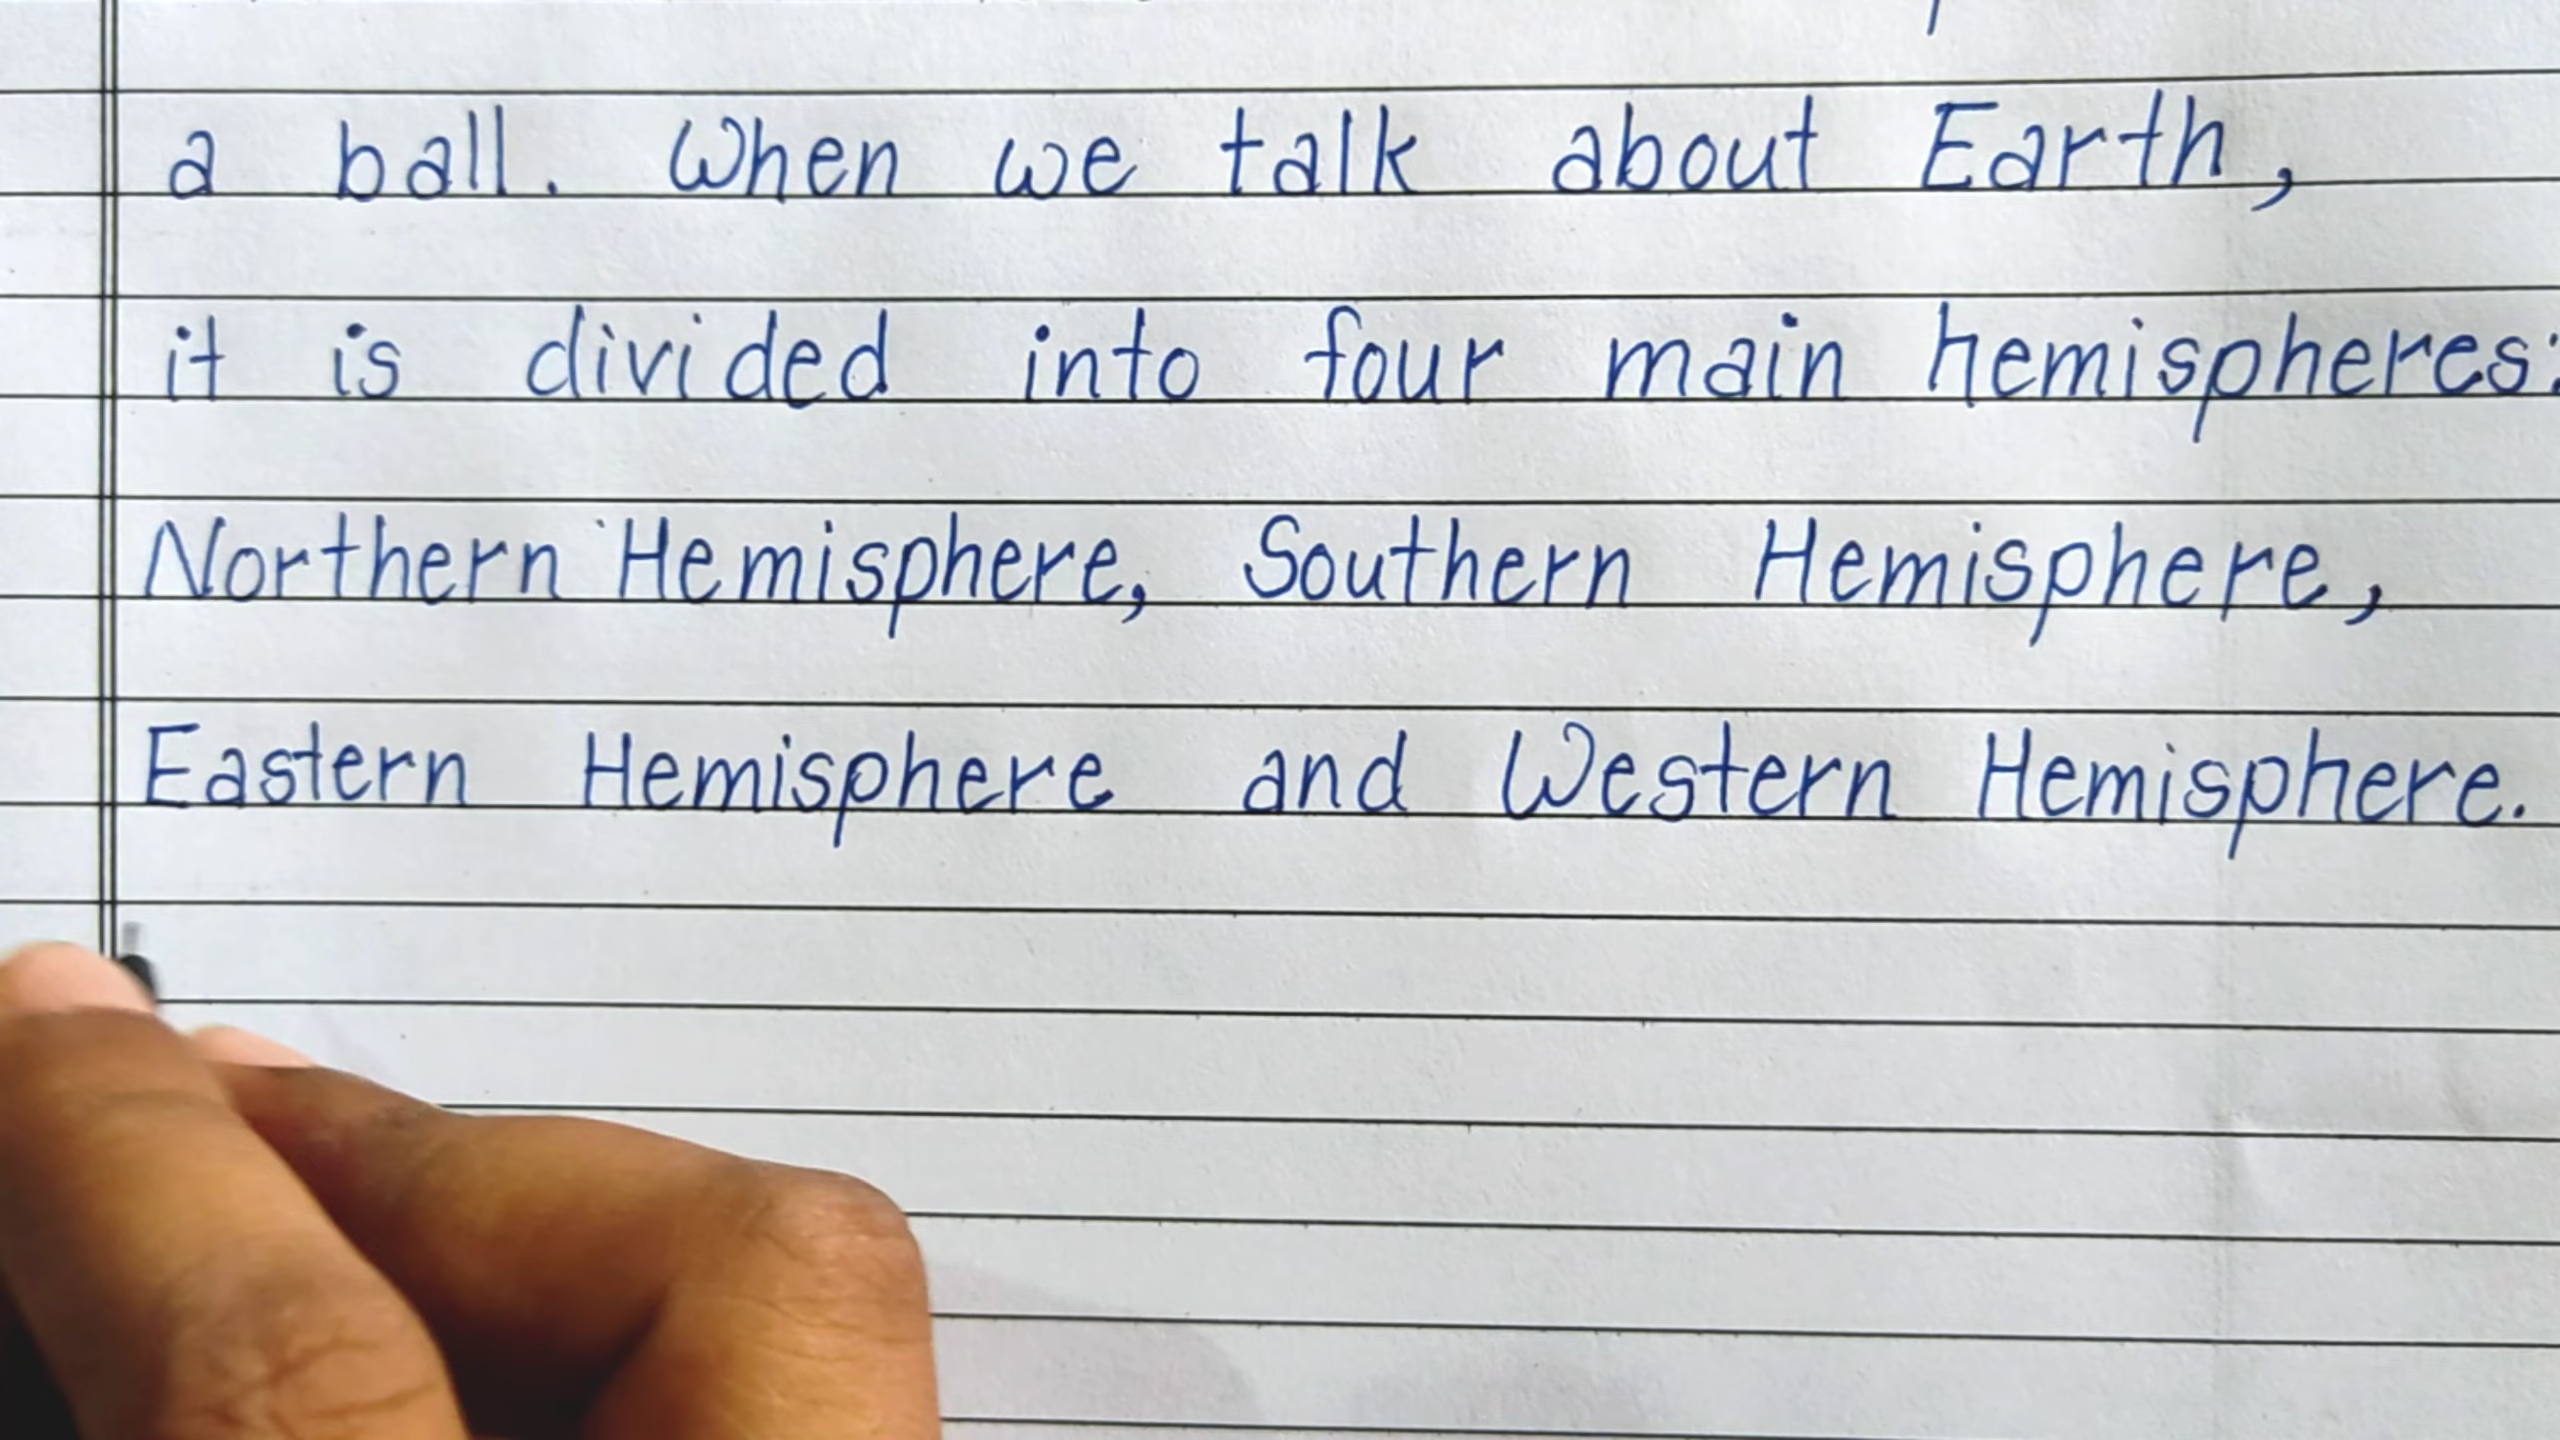 a ball. When we talk about Earth,
it is divided into four main hemispheres:
Northern Hemisphere, Southern Hemisphere,
Eastern Hemisphere and Western Hemisphere.